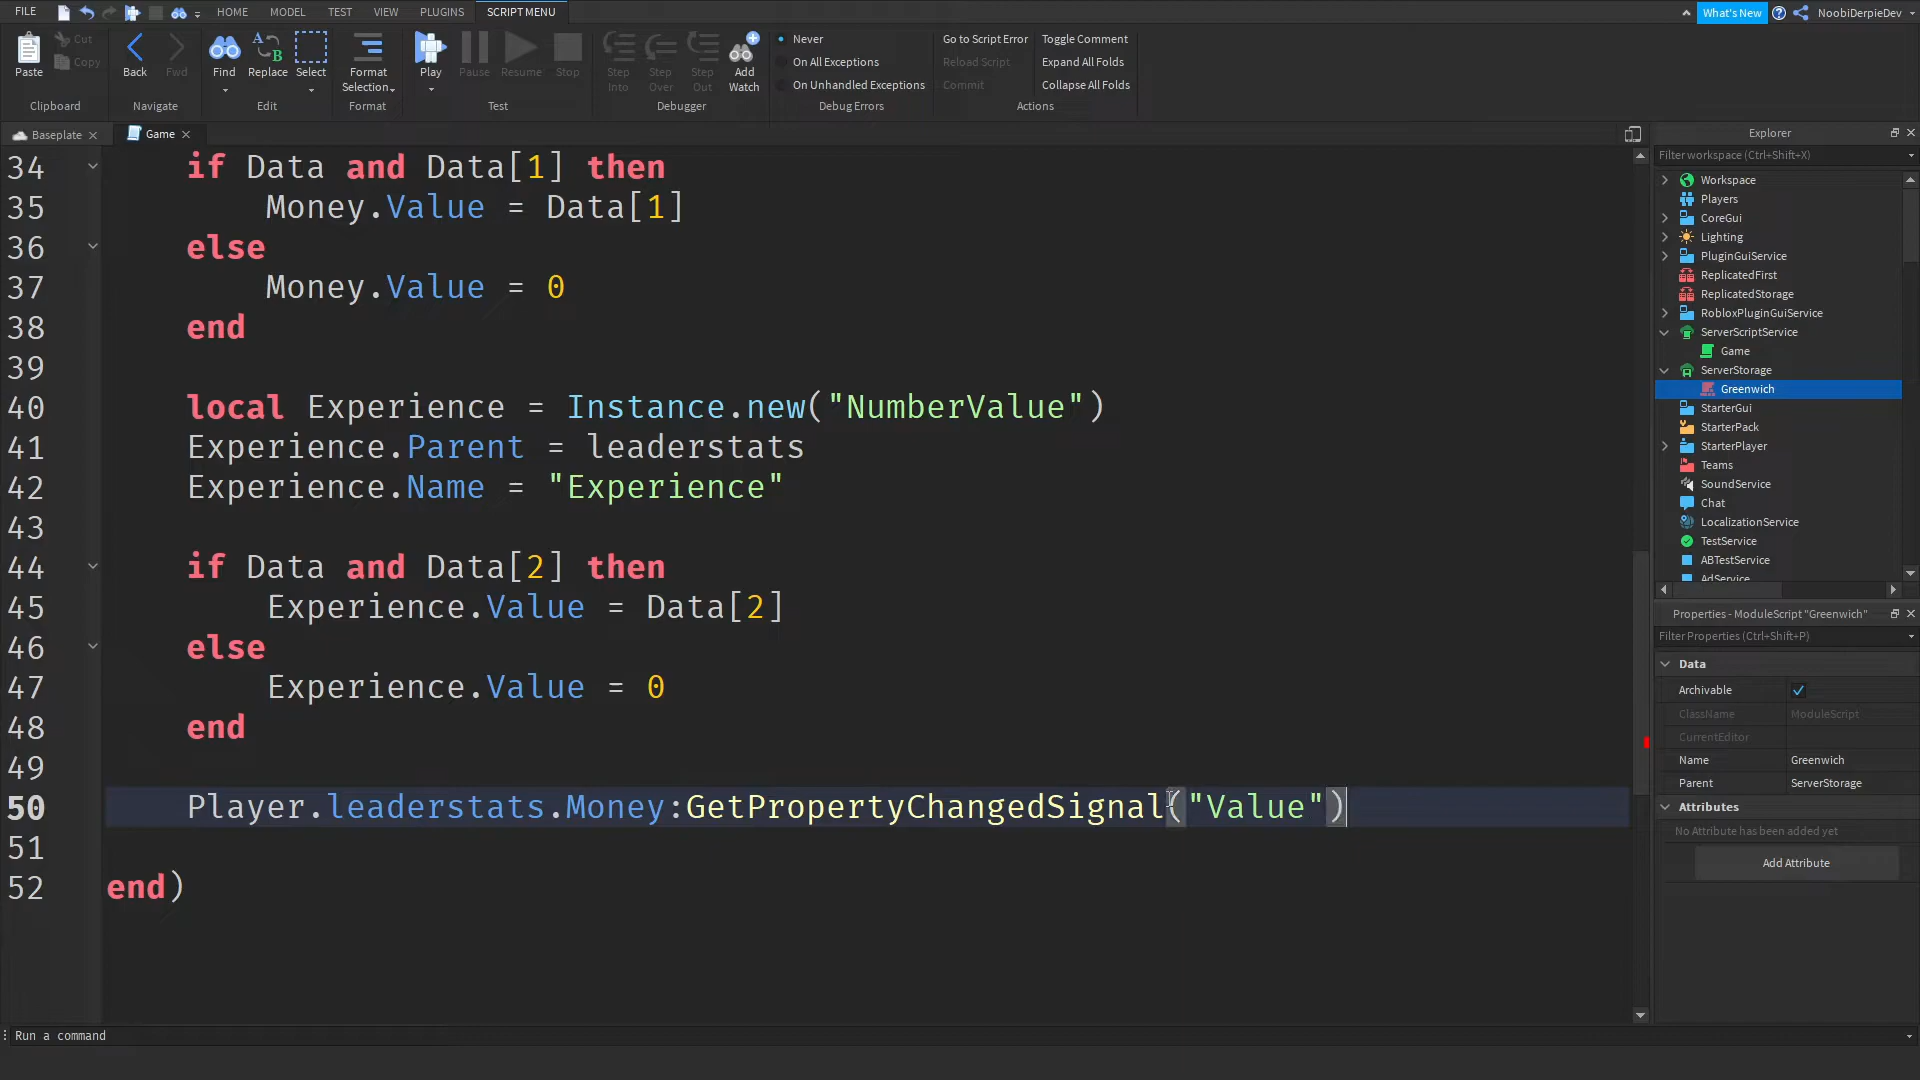 FILE
HOME
MODEL
TEST
VIEW
PLUGINS
SCRIPT MENU
What's New
NoobiDerpieDev
Paste
Cut
Copy
Clipboard
Back
Fwd
Navigate
Find
Replace
Select
Edit
Format
Selection
Format
Play
Pause
Resume
Stop
Test
Step
Into
Step
Over
Step
Out
Add
Watch
Debugger
Never
On All Exceptions
On Unhandled Exceptions
Debug Errors
Go to Script Error
Reload Script
Commit
Toggle Comment
Expand All Folds
Collapse All Folds
Actions
Baseplate
Game
34 if Data and Data[1] then
35 Money.Value = Data[1]
36 else
37 Money.Value = 0
38 end
39
40 local Experience = Instance.new("NumberValue")
41 Experience.Parent = leaderstats
42 Experience.Name = "Experience"
43
44 if Data and Data[2] then
45 Experience.Value = Data[2]
46 else
47 Experience.Value = 0
48 end
49
50 Player.leaderstats.Money:GetPropertyChangedSignal("Value")
51
52 end)
Explorer
Filter workspace (Ctrl+Shift+X)
Workspace
Players
CoreGui
Lighting
PluginGuiService
ReplicatedFirst
ReplicatedStorage
RobloxPluginGuiService
ServerScriptService
Game
ServerStorage
Greenwich
StarterGui
StarterPack
StarterPlayer
Teams
SoundService
Chat
LocalizationService
TestService
ABTestService
AdService
Properties - ModuleScript "Greenwich"
Filter Properties (Ctrl+Shift+P)
Data
Archivable
ClassName ModuleScript
CurrentEditor
Name Greenwich
Parent ServerStorage
Attributes
No Attribute has been added yet
Add Attribute
Run a command